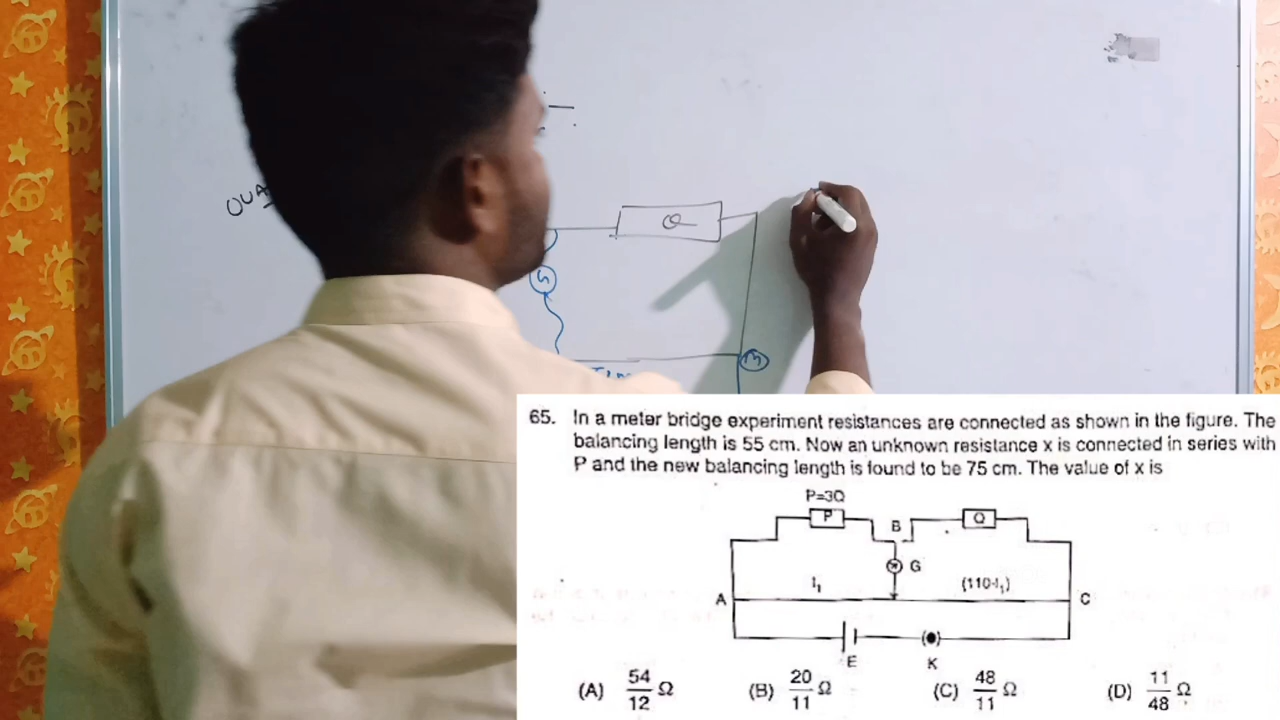 OUA
Q
G
B
65. In a meter bridge experiment resistances are connected as shown in the figure. The
balancing length is 55 cm. Now an unknown resistance x is connected in series with
P and the new balancing length is found to be 75 cm. The value of x is
P=3Ω
P
B
Q
G
l₁
(110-l₁)
A
C
E
K
(A) 54/12 Ω
(B) 20/11 Ω
(C) 48/11 Ω
(D) 11/48 Ω